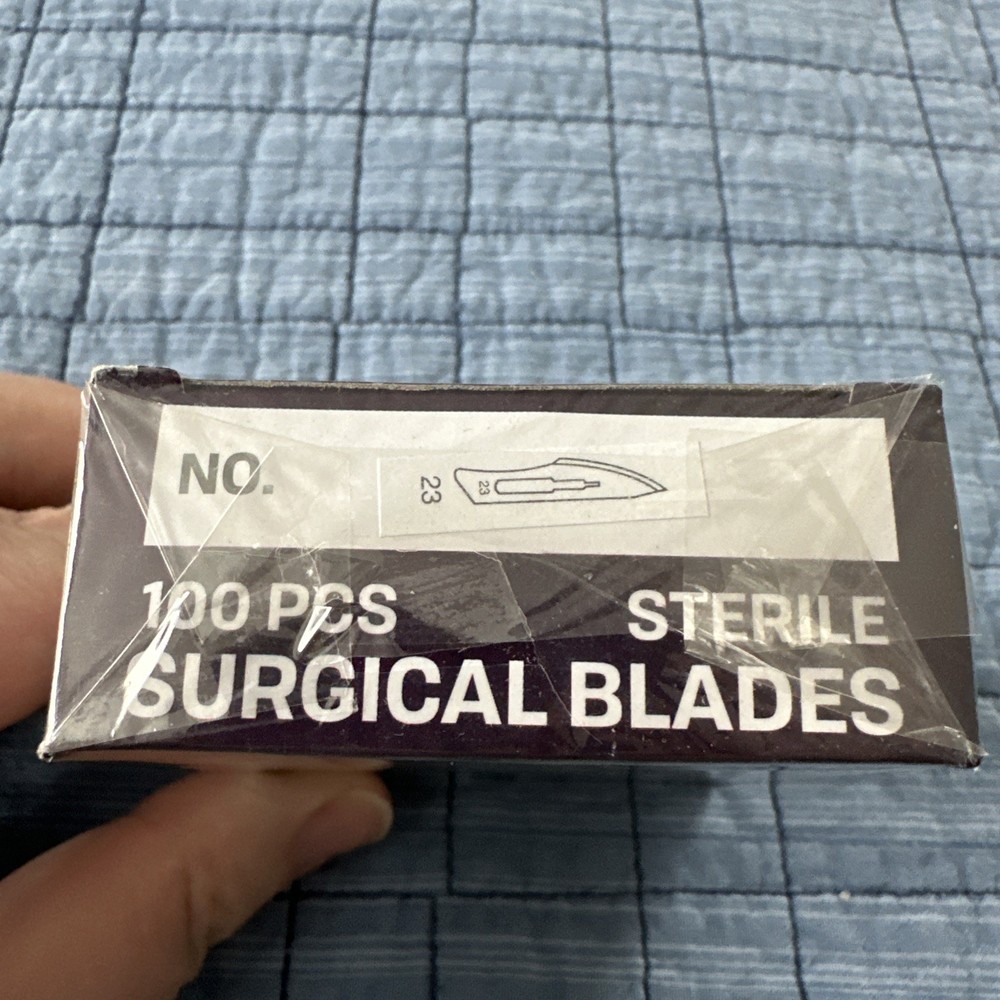 NO.
23
23
100 PCS
STERILE
SURGICAL BLADES